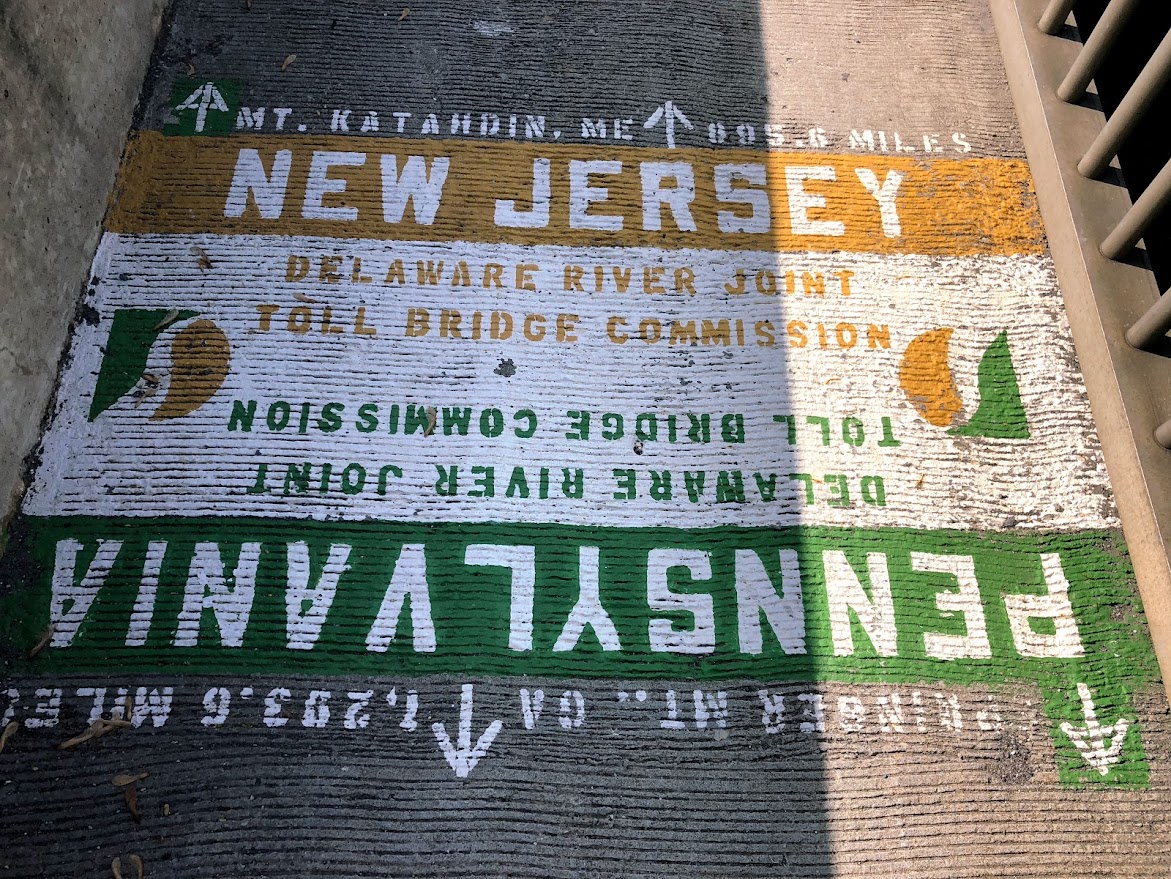 MT. KATAHDIN, ME 895.6 MILES
NEW JERSEY
DELAWARE RIVER JOINT
TOLL BRIDGE COMMISSION
SPRINGER MT., GA 1,293.6 MILES
PENNSYLVANIA
DELAWARE RIVER JOINT
TOLL BRIDGE COMMISSION